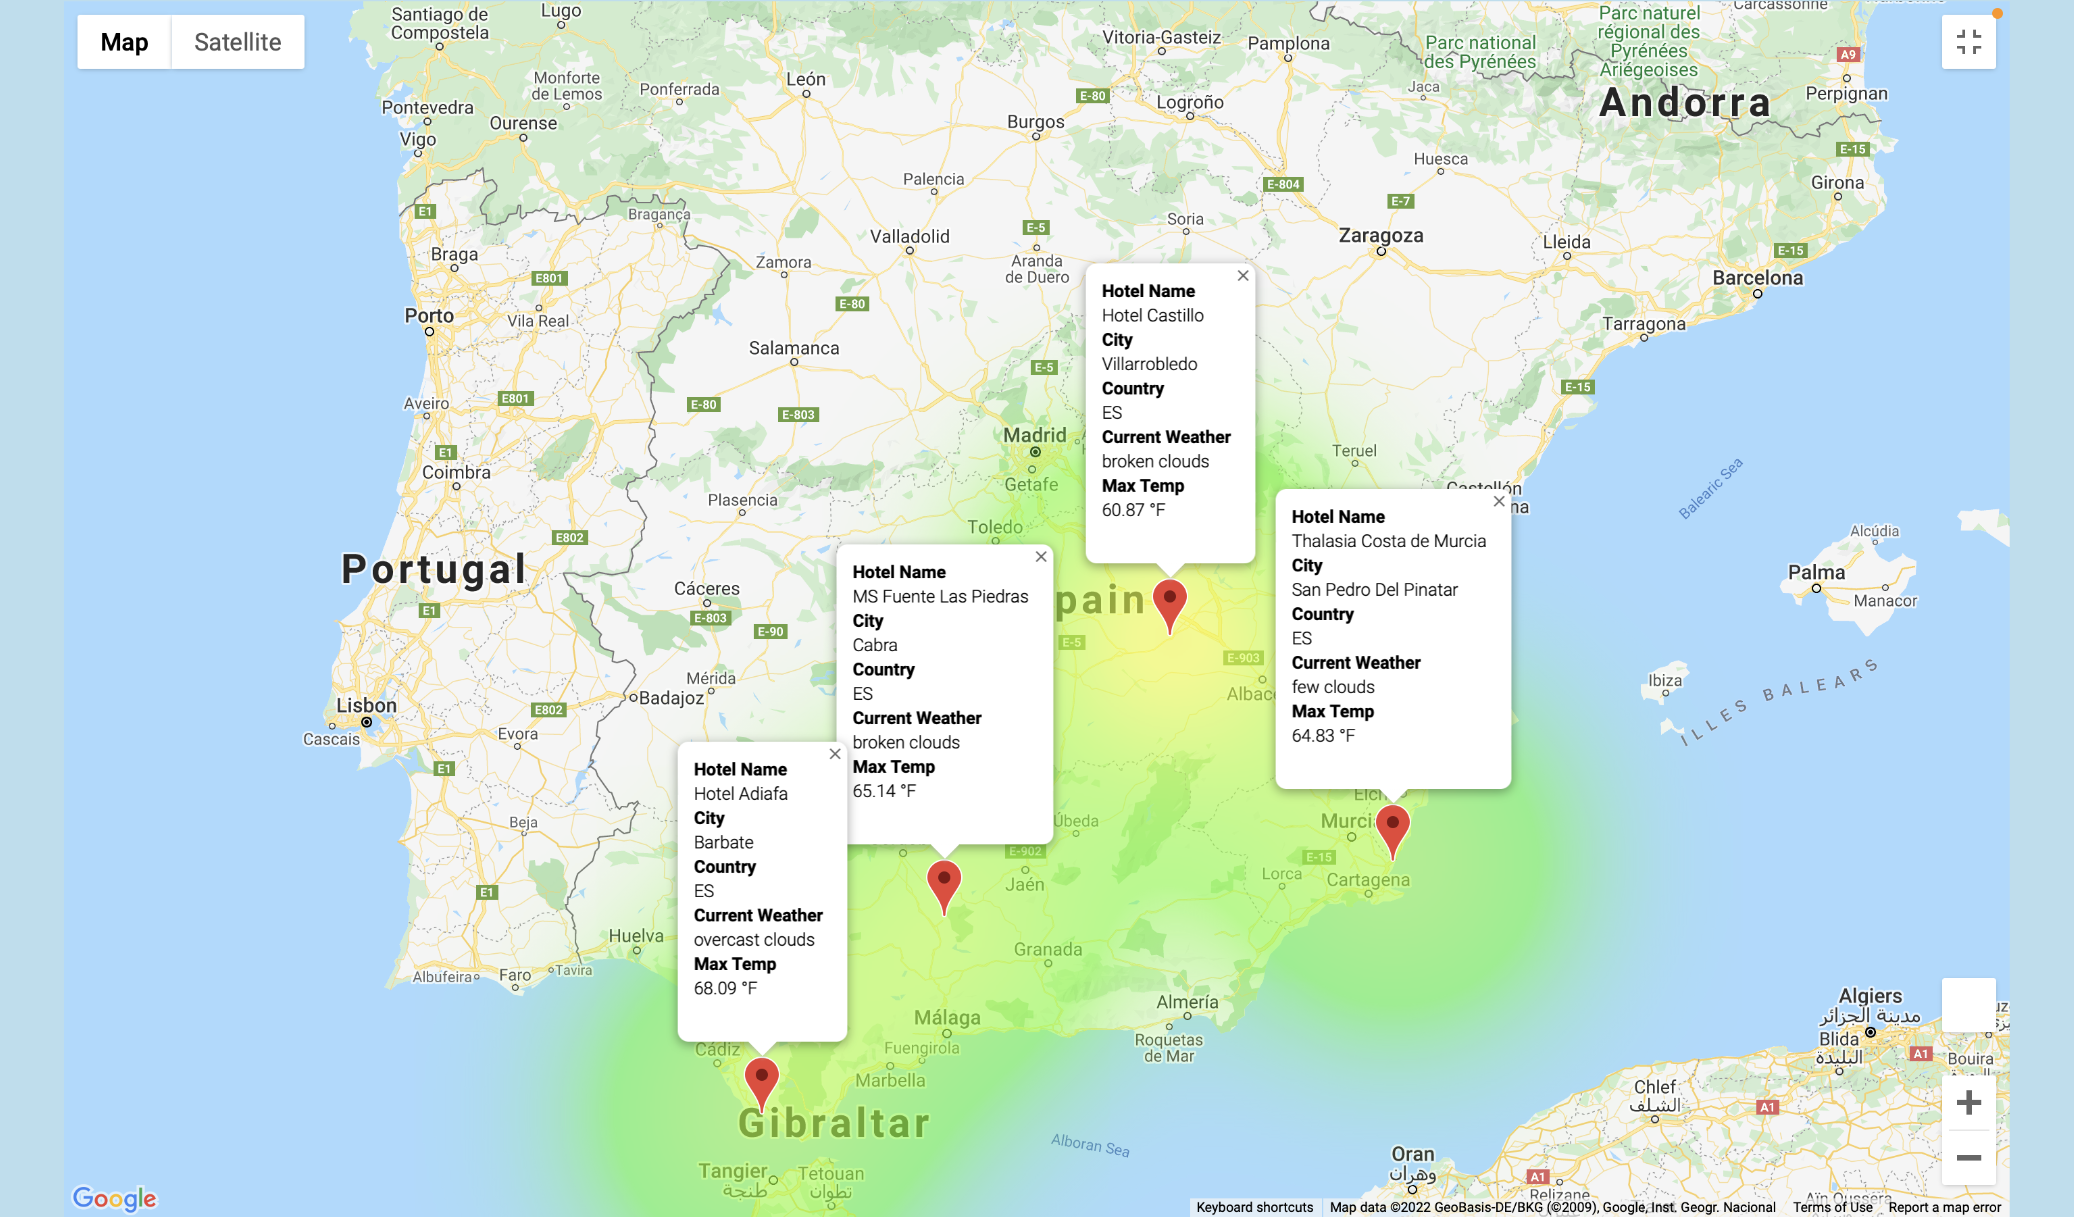 Map
Satellite
Santiago de
Compostela
Lugo
Vitoria-Gasteiz
Pamplona
Parc national
des Pyrénées
Parc naturel
régional des
Pyrénées
Ariégeoises
Carcassonne
A9
Andorra
Perpignan
Monforte
de Lemos
Ponferrada
León
E-80
Logroño
Jaca
Pontevedra
Ourense
Vigo
Burgos
Huesca
E-15
Palencia
E-804
E-7
Girona
E1
Bragança
Soria
E-5
Valladolid
Zaragoza
Lleida
E-15
Braga
Zamora
Aranda
de Duero
Barcelona
E801
E-80
Porto
Vila Real
Tarragona
Salamanca
E-5
E-15
Aveiro
E801
E-80
E-803
Madrid
Teruel
E1
Coimbra
Getafe
Plasencia
Balearic Sea
Toledo
E802
Alcúdia
Portugal
Cáceres
Palma
Manacor
E1
E-803
E-90
E-5
E-903
Mérida
Badajoz
Ibiza
ILLES BALEARS
Lisbon
E802
Cascais
Evora
E1
Hotel Name
Hotel Castillo
City
Villarrobledo
Country
ES
Current Weather
broken clouds
Max Temp
60.87 °F
Hotel Name
Thalasia Costa de Murcia
City
San Pedro Del Pinatar
Country
ES
Current Weather
few clouds
Max Temp
64.83 °F
Hotel Name
MS Fuente Las Piedras
City
Cabra
Country
ES
Current Weather
broken clouds
Max Temp
65.14 °F
Hotel Name
Hotel Adiafa
City
Barbate
Country
ES
Current Weather
overcast clouds
Max Temp
68.09 °F
Beja
E-902
Jaén
E-15
Lorca
Cartagena
E1
Huelva
Granada
Albufeira
Faro
Tavira
Almería
Málaga
Roquetas
de Mar
Cádiz
Fuengirola
Marbella
Gibraltar
Alboran Sea
Tangier
طنجة
Tetouan
تطوان
Algiers
مدينة الجزائر
Blida
البليدة
A1
Bouira
Chlef
الشلف
A1
Oran
وهران
A1
Relizane
Google
Keyboard shortcuts
Map data ©2022 GeoBasis-DE/BKG (©2009), Google, Inst. Geogr. Nacional
Terms of Use
Report a map error